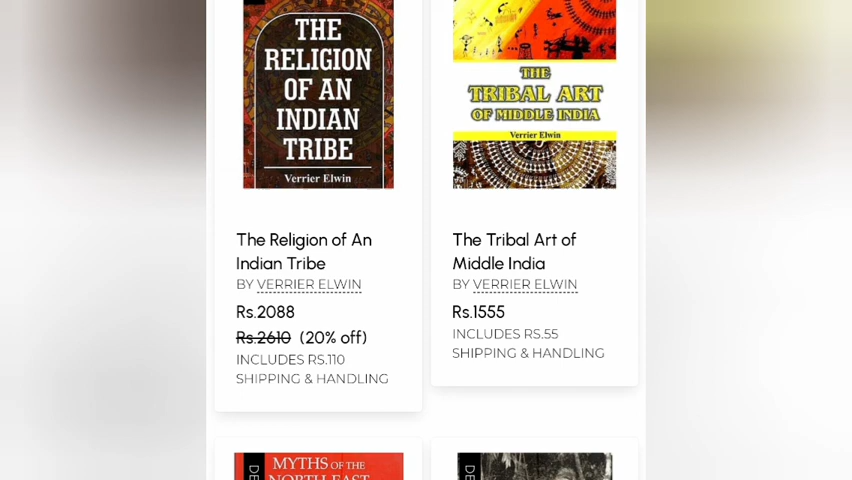 THE
RELIGION
OF AN
INDIAN
TRIBE
Verrier Elwin
THE
TRIBAL ART
OF MIDDLE INDIA
Verrier Elwin
The Religion of An
Indian Tribe
BY VERRIER ELWIN
Rs.2088
Rs.2610 (20% off)
INCLUDES RS.110
SHIPPING & HANDLING
The Tribal Art of
Middle India
BY VERRIER ELWIN
Rs.1555
INCLUDES RS.55
SHIPPING & HANDLING
MYTHS OF THE
NORTH-EAST